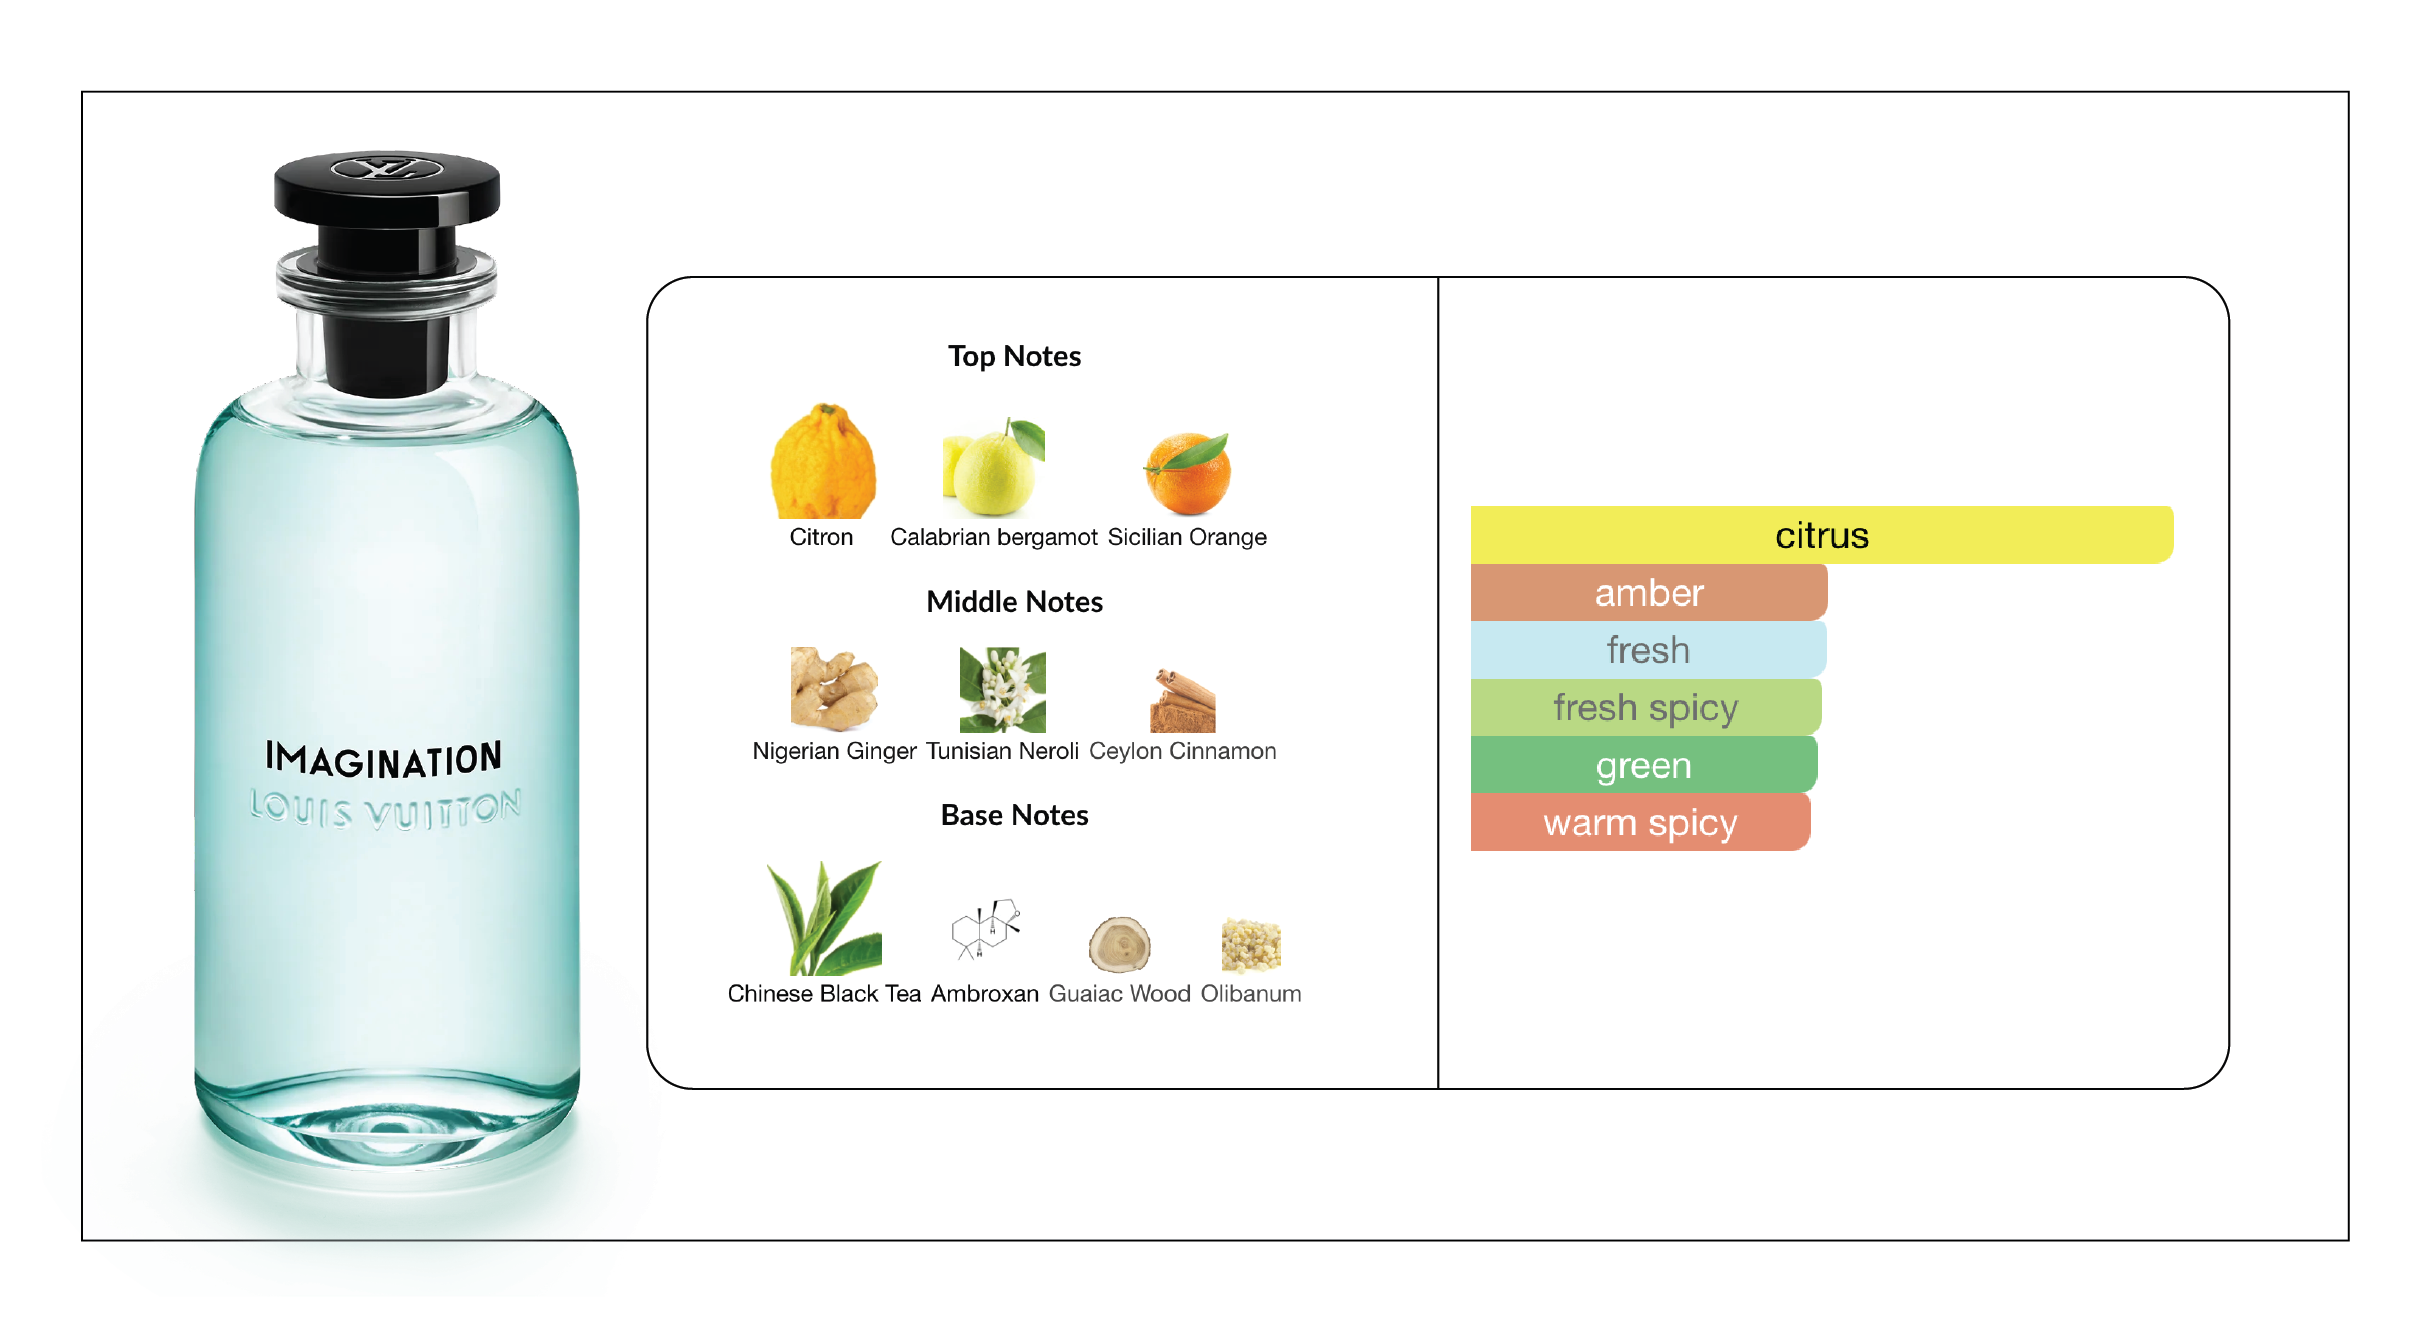 LV
IMAGINATION
LOUIS VUITTON
Top Notes
Citron Calabrian bergamot Sicilian Orange
Middle Notes
Nigerian Ginger Tunisian Neroli Ceylon Cinnamon
Base Notes
O
H
H
Chinese Black Tea Ambroxan Guaiac Wood Olibanum
citrus
amber
fresh
fresh spicy
green
warm spicy